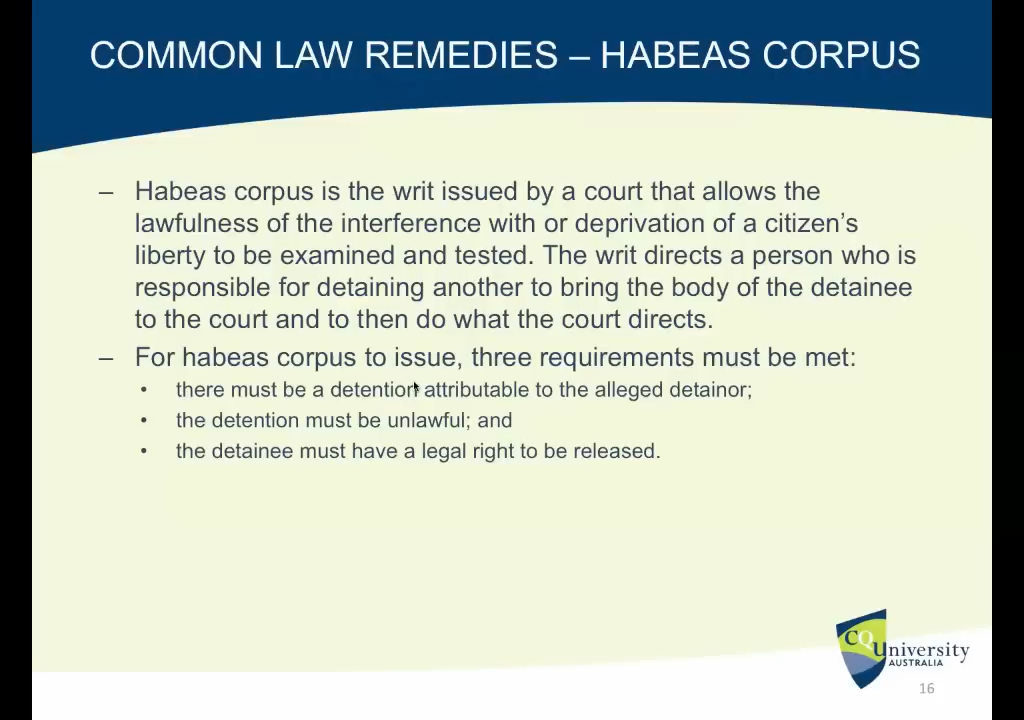 COMMON LAW REMEDIES – HABEAS CORPUS
– Habeas corpus is the writ issued by a court that allows the
lawfulness of the interference with or deprivation of a citizen’s
liberty to be examined and tested. The writ directs a person who is
responsible for detaining another to bring the body of the detainee
to the court and to then do what the court directs.
– For habeas corpus to issue, three requirements must be met:
• there must be a detention attributable to the alleged detainor;
• the detention must be unlawful; and
• the detainee must have a legal right to be released.
CQUniversity
AUSTRALIA
16